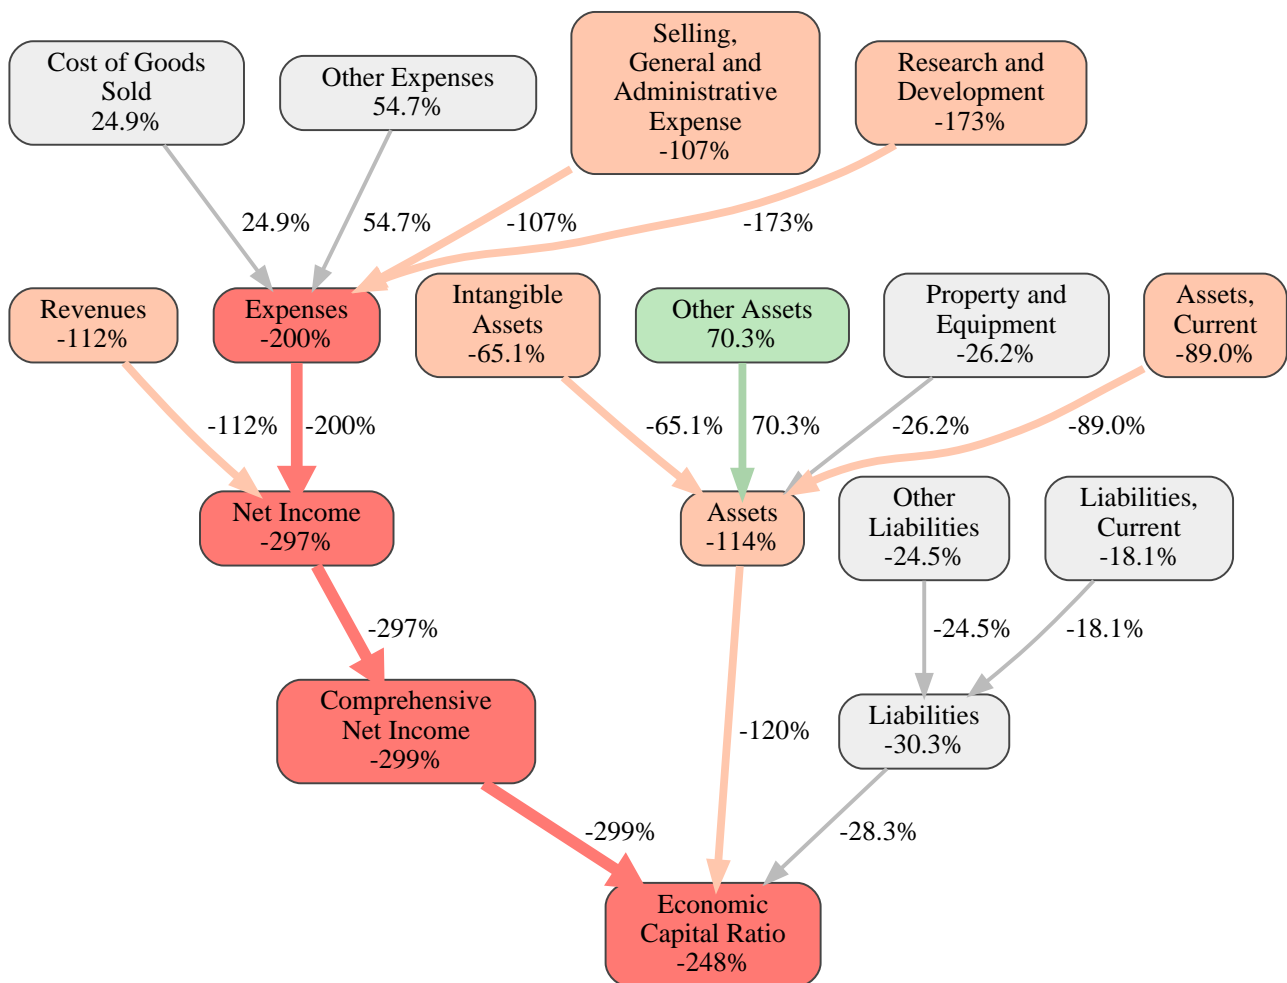 Cost of Goods
Sold
24.9%
Other Expenses
54.7%
Selling,
General and
Administrative
Expense
-107%
Research and
Development
-173%
24.9%
54.7%
-107%
-173%
Revenues
-112%
Expenses
-200%
Intangible
Assets
-65.1%
Other Assets
70.3%
Property and
Equipment
-26.2%
Assets,
Current
-89.0%
-112%
-200%
-65.1%
70.3%
-26.2%
-89.0%
Net Income
-297%
Assets
-114%
Other
Liabilities
-24.5%
Liabilities,
Current
-18.1%
-297%
-24.5%
-18.1%
Comprehensive
Net Income
-299%
-120%
Liabilities
-30.3%
-299%
-28.3%
Economic
Capital Ratio
-248%